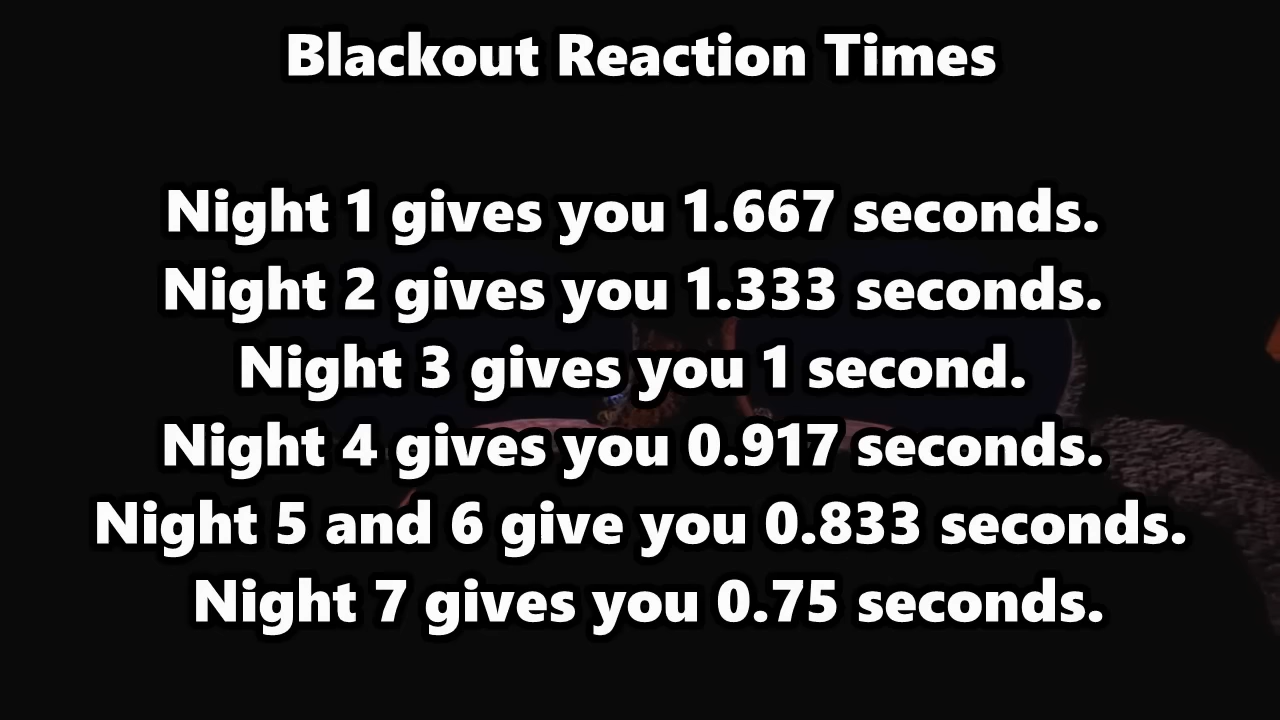 Blackout Reaction Times
Night 1 gives you 1.667 seconds.
Night 2 gives you 1.333 seconds.
Night 3 gives you 1 second.
Night 4 gives you 0.917 seconds.
Night 5 and 6 give you 0.833 seconds.
Night 7 gives you 0.75 seconds.